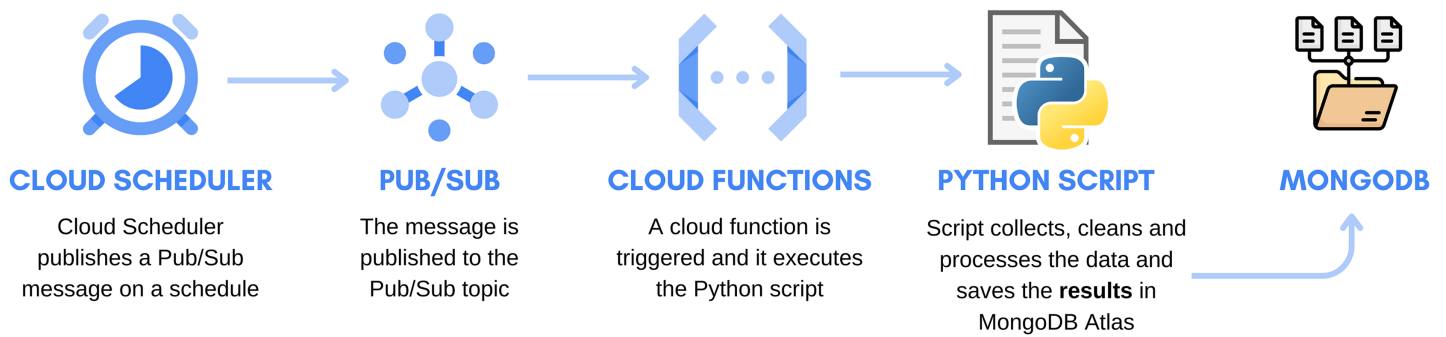 CLOUD SCHEDULER
Cloud Scheduler
publishes a Pub/Sub
message on a schedule
PUB/SUB
The message is
published to the
Pub/Sub topic
CLOUD FUNCTIONS
A cloud function is
triggered and it executes
the Python script
PYTHON SCRIPT
Script collects, cleans and
processes the data and
saves the results in
MongoDB Atlas
MONGODB